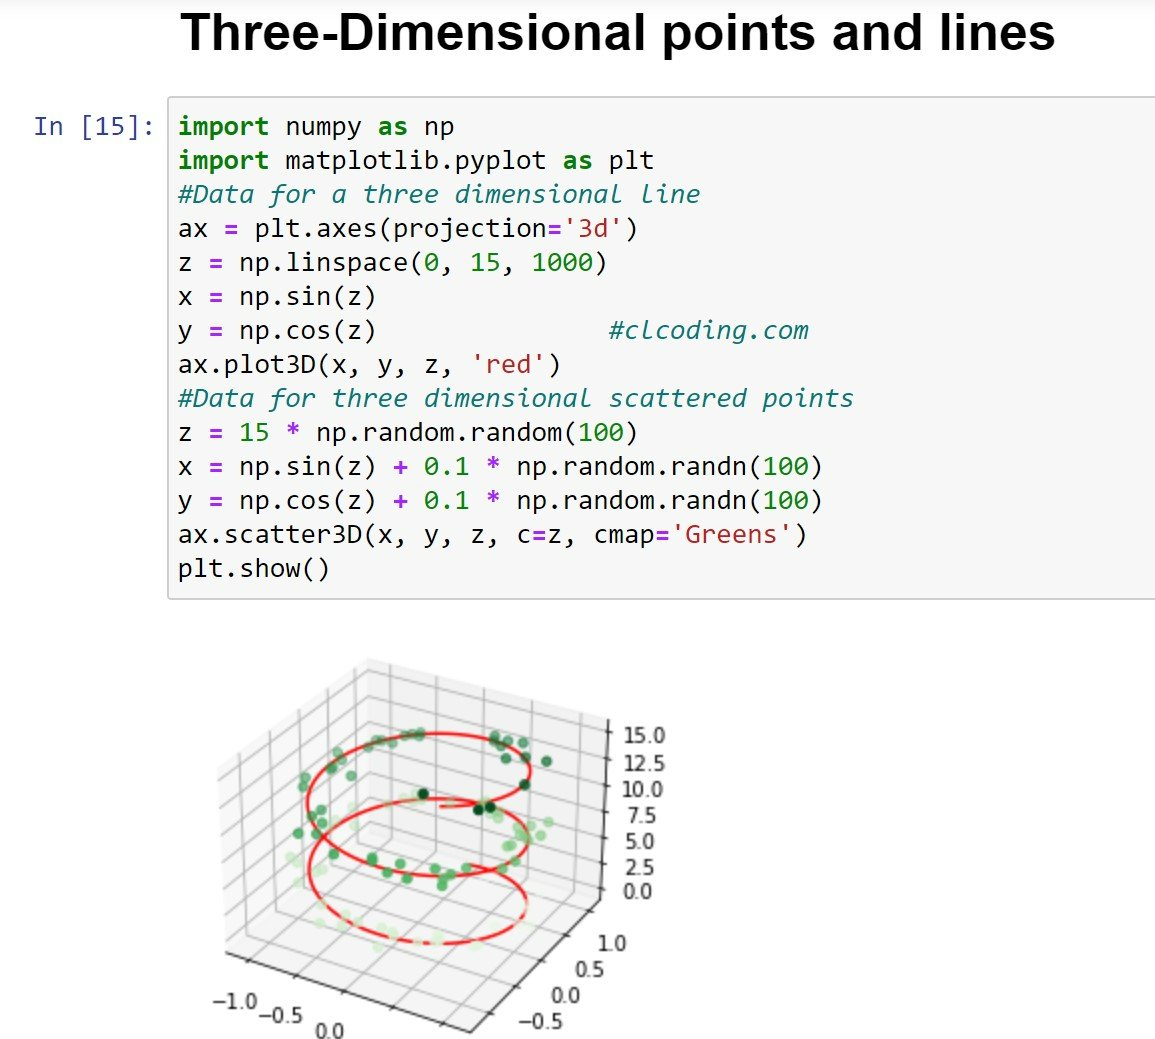 Three-Dimensional points and lines
In [15]:
import numpy as np
import matplotlib.pyplot as plt
#Data for a three dimensional line
ax = plt.axes(projection='3d')
z = np.linspace(0, 15, 1000)
x = np.sin(z)
y = np.cos(z)               #clcoding.com
ax.plot3D(x, y, z, 'red')
#Data for three dimensional scattered points
z = 15 * np.random.random(100)
x = np.sin(z) + 0.1 * np.random.randn(100)
y = np.cos(z) + 0.1 * np.random.randn(100)
ax.scatter3D(x, y, z, c=z, cmap='Greens')
plt.show()
15.0
12.5
10.0
7.5
5.0
2.5
0.0
1.0
0.5
0.0
−0.5
−1.0
−0.5
0.0